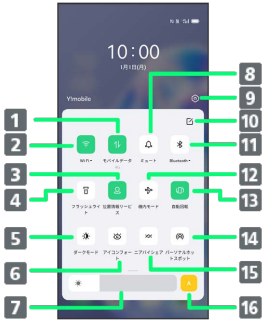 10:00
1月1日(月)
Y!mobile
8
9
10
1
2
Wi-Fi
モバイルデータ
ミュート
Bluetooth
11
3
4
12
13
フラッシュライト
位置情報サービス
機内モード
自動回転
5
14
ダークモード
アイコンフォー
ニアバイシェア
パーソナルホットスポット
6
15
7
16
A